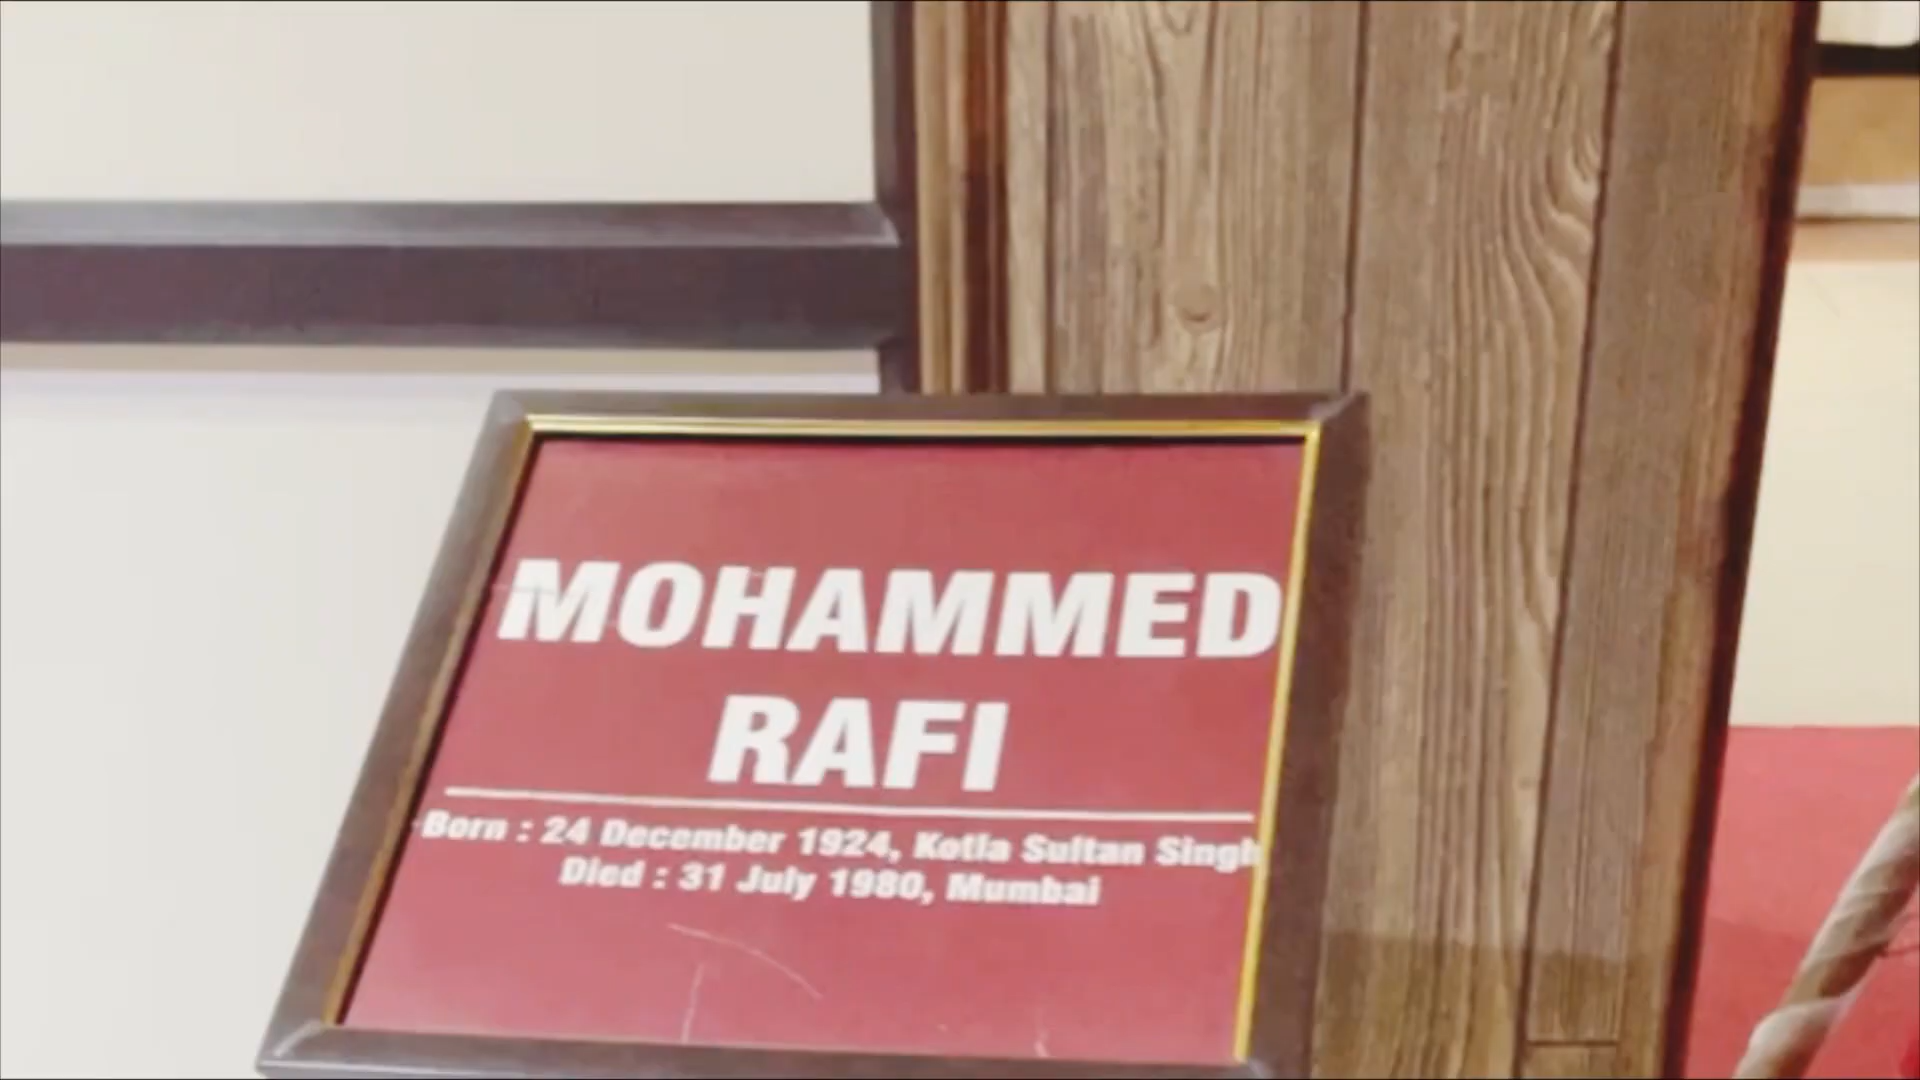 MOHAMMED
RAFI
Born : 24 December 1924, Kotla Sultan Singh
Died : 31 July 1980, Mumbai